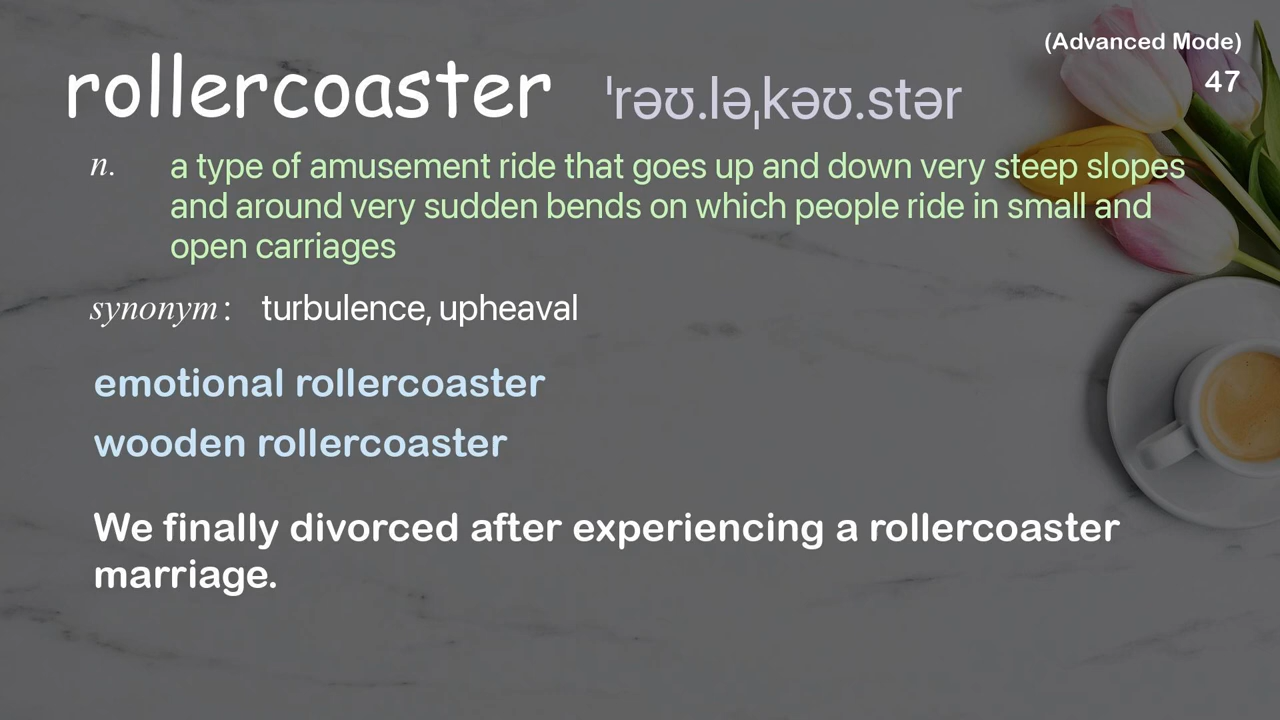 (Advanced Mode)
rollercoaster ˈrəʊ.ləˌkəʊ.stər
47
n. a type of amusement ride that goes up and down very steep slopes
and around very sudden bends on which people ride in small and
open carriages
synonym: turbulence, upheaval
emotional rollercoaster
wooden rollercoaster
We finally divorced after experiencing a rollercoaster
marriage.